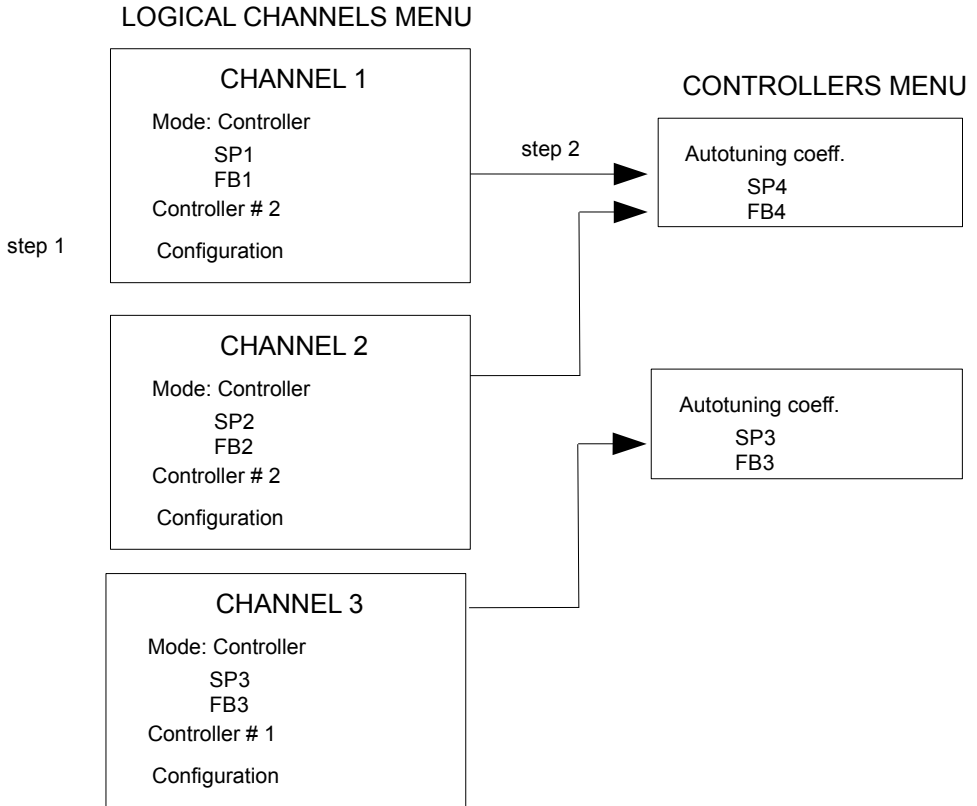 LOGICAL CHANNELS MENU
CHANNEL 1
Mode: Controller
SP1
FB1
Controller # 2
Configuration
step 1
step 2
CONTROLLERS MENU
Autotuning coeff.
SP4
FB4
CHANNEL 2
Mode: Controller
SP2
FB2
Controller # 2
Configuration
Autotuning coeff.
SP3
FB3
CHANNEL 3
Mode: Controller
SP3
FB3
Controller # 1
Configuration